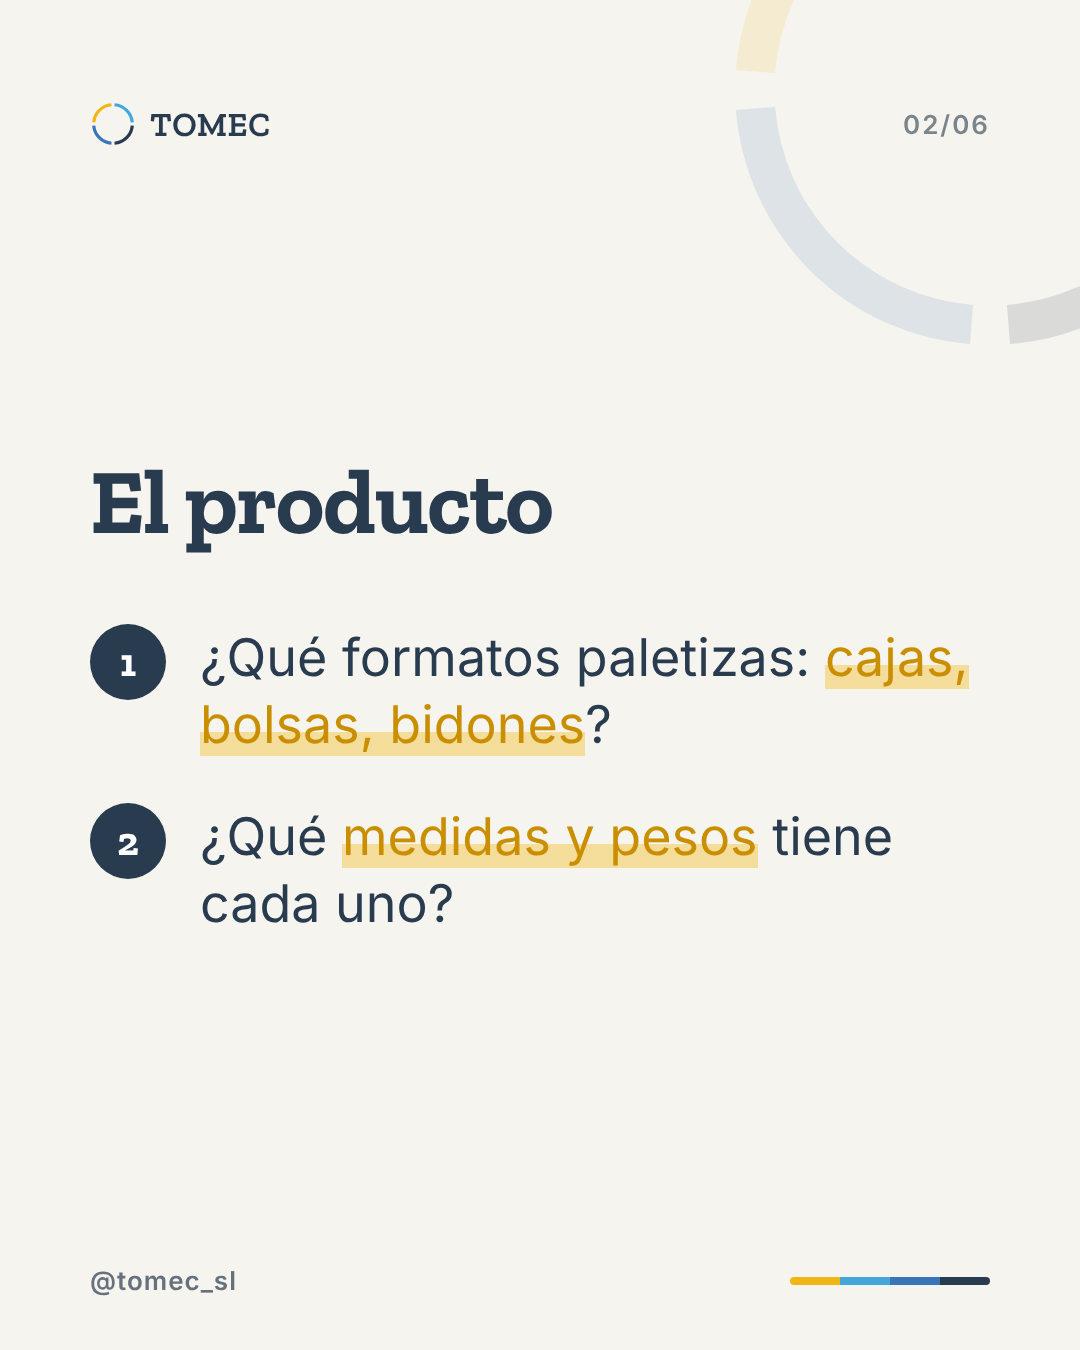 TOMEC
02/06
El producto
1
¿Qué formatos paletizas: cajas,
bolsas, bidones?
2
¿Qué medidas y pesos tiene
cada uno?
@tomec_sl